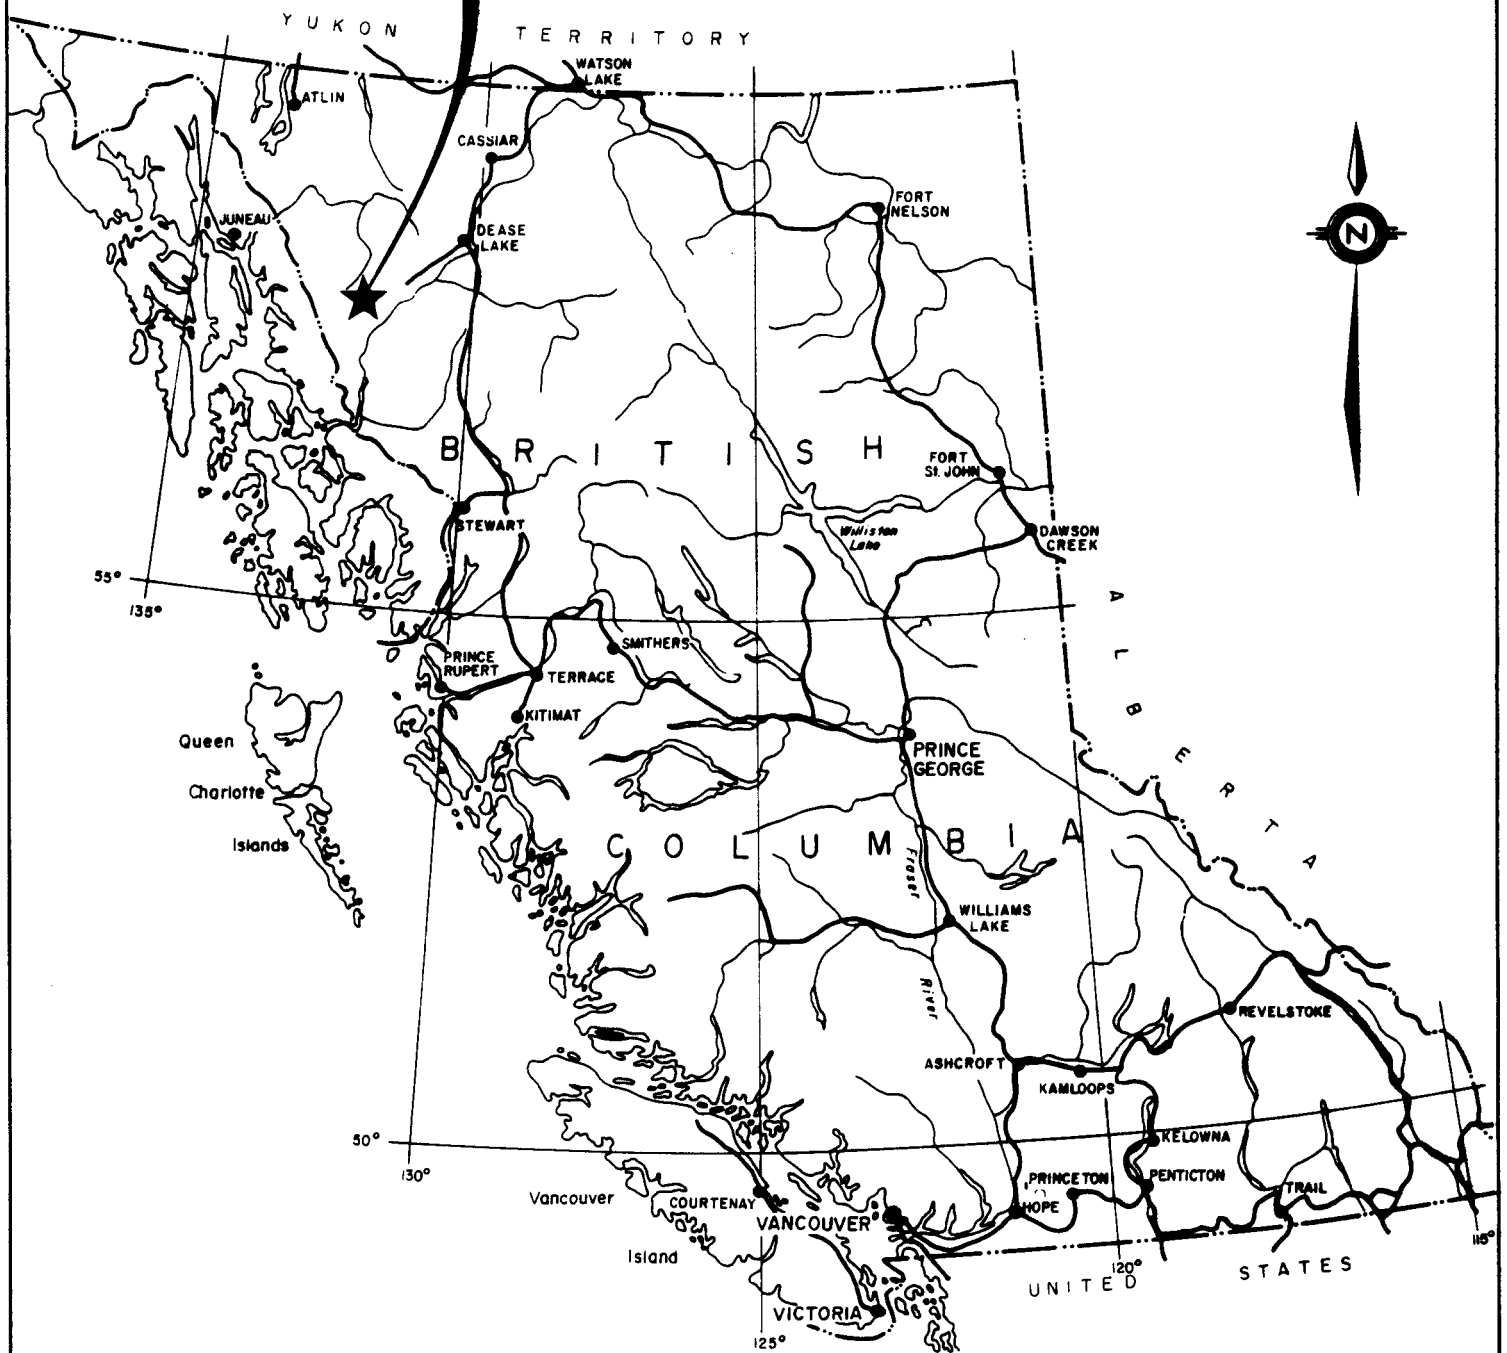 YUKON TERRITORY
WATSON
LAKE
ATLIN
CASSIAR
FORT
NELSON
JUNEAU
DEASE
LAKE
N
BRITISH
FORT
St. JOHN
STEWART
Williston
Lake
DAWSON
CREEK
55°
135°
ALBERTA
SMITHERS
PRINCE
RUPERT
TERRACE
KITIMAT
Queen
Charlotte
Islands
PRINCE
GEORGE
COLUMBIA
Fraser
River
WILLIAMS
LAKE
REVELSTOKE
ASHCROFT
KAMLOOPS
50°
130°
KELOWNA
PRINCETON
PENTICTON
TRAIL
HOPE
Vancouver
Island
COURTENAY
VANCOUVER
115°
120°
UNITED STATES
VICTORIA
125°